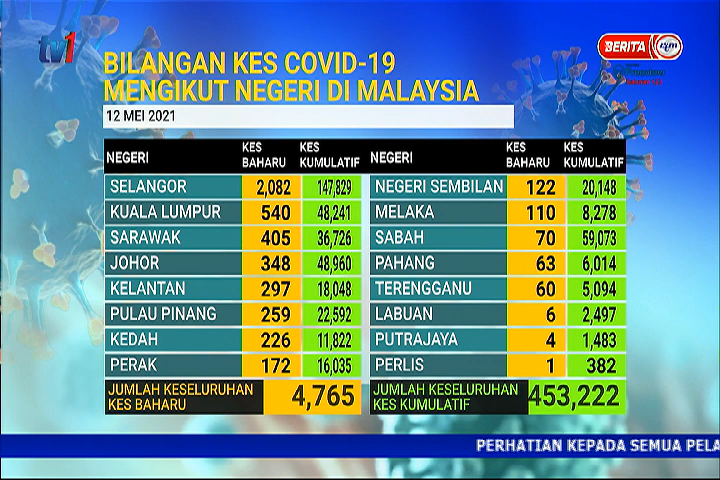 tv1
BERITA rtm
BILANGAN KES COVID-19
MENGIKUT NEGERI DI MALAYSIA
12 MEI 2021
NEGERI KES BAHARU KES KUMULATIF NEGERI KES BAHARU KES KUMULATIF
SELANGOR 2,082 147,829 NEGERI SEMBILAN 122 20,148
KUALA LUMPUR 540 48,241 MELAKA 110 8,278
SARAWAK 405 36,726 SABAH 70 59,073
JOHOR 348 48,960 PAHANG 63 6,014
KELANTAN 297 18,048 TERENGGANU 60 5,094
PULAU PINANG 259 22,592 LABUAN 6 2,497
KEDAH 226 11,822 PUTRAJAYA 4 1,483
PERAK 172 16,035 PERLIS 1 382
JUMLAH KESELURUHAN KES BAHARU 4,765 JUMLAH KESELURUHAN KES KUMULATIF 453,222
PERHATIAN KEPADA SEMUA PELA